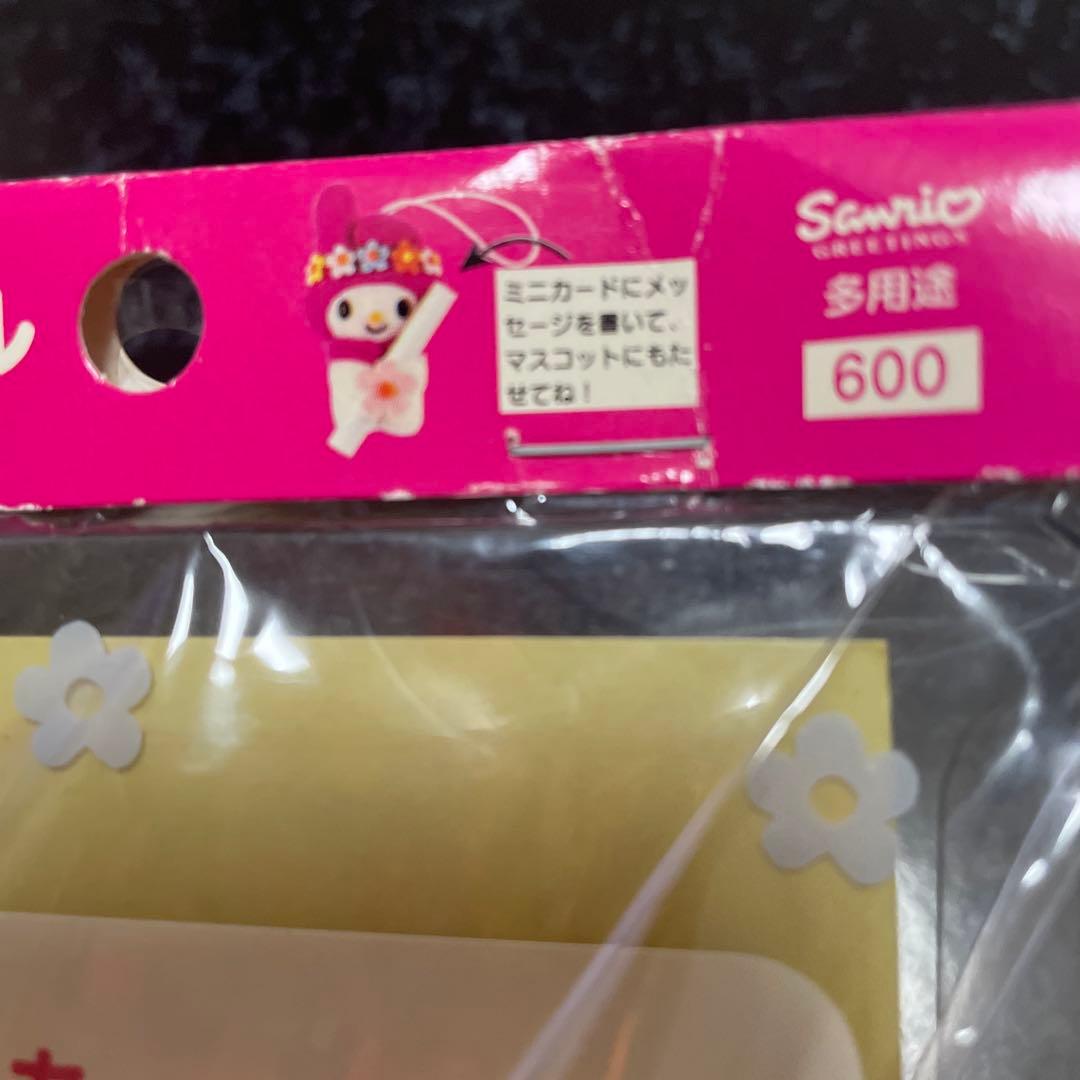 Sanrio
GREETINGS
多用途
600
ミニカードにメッ
セージを書いて、
マスコットにもた
せてね！